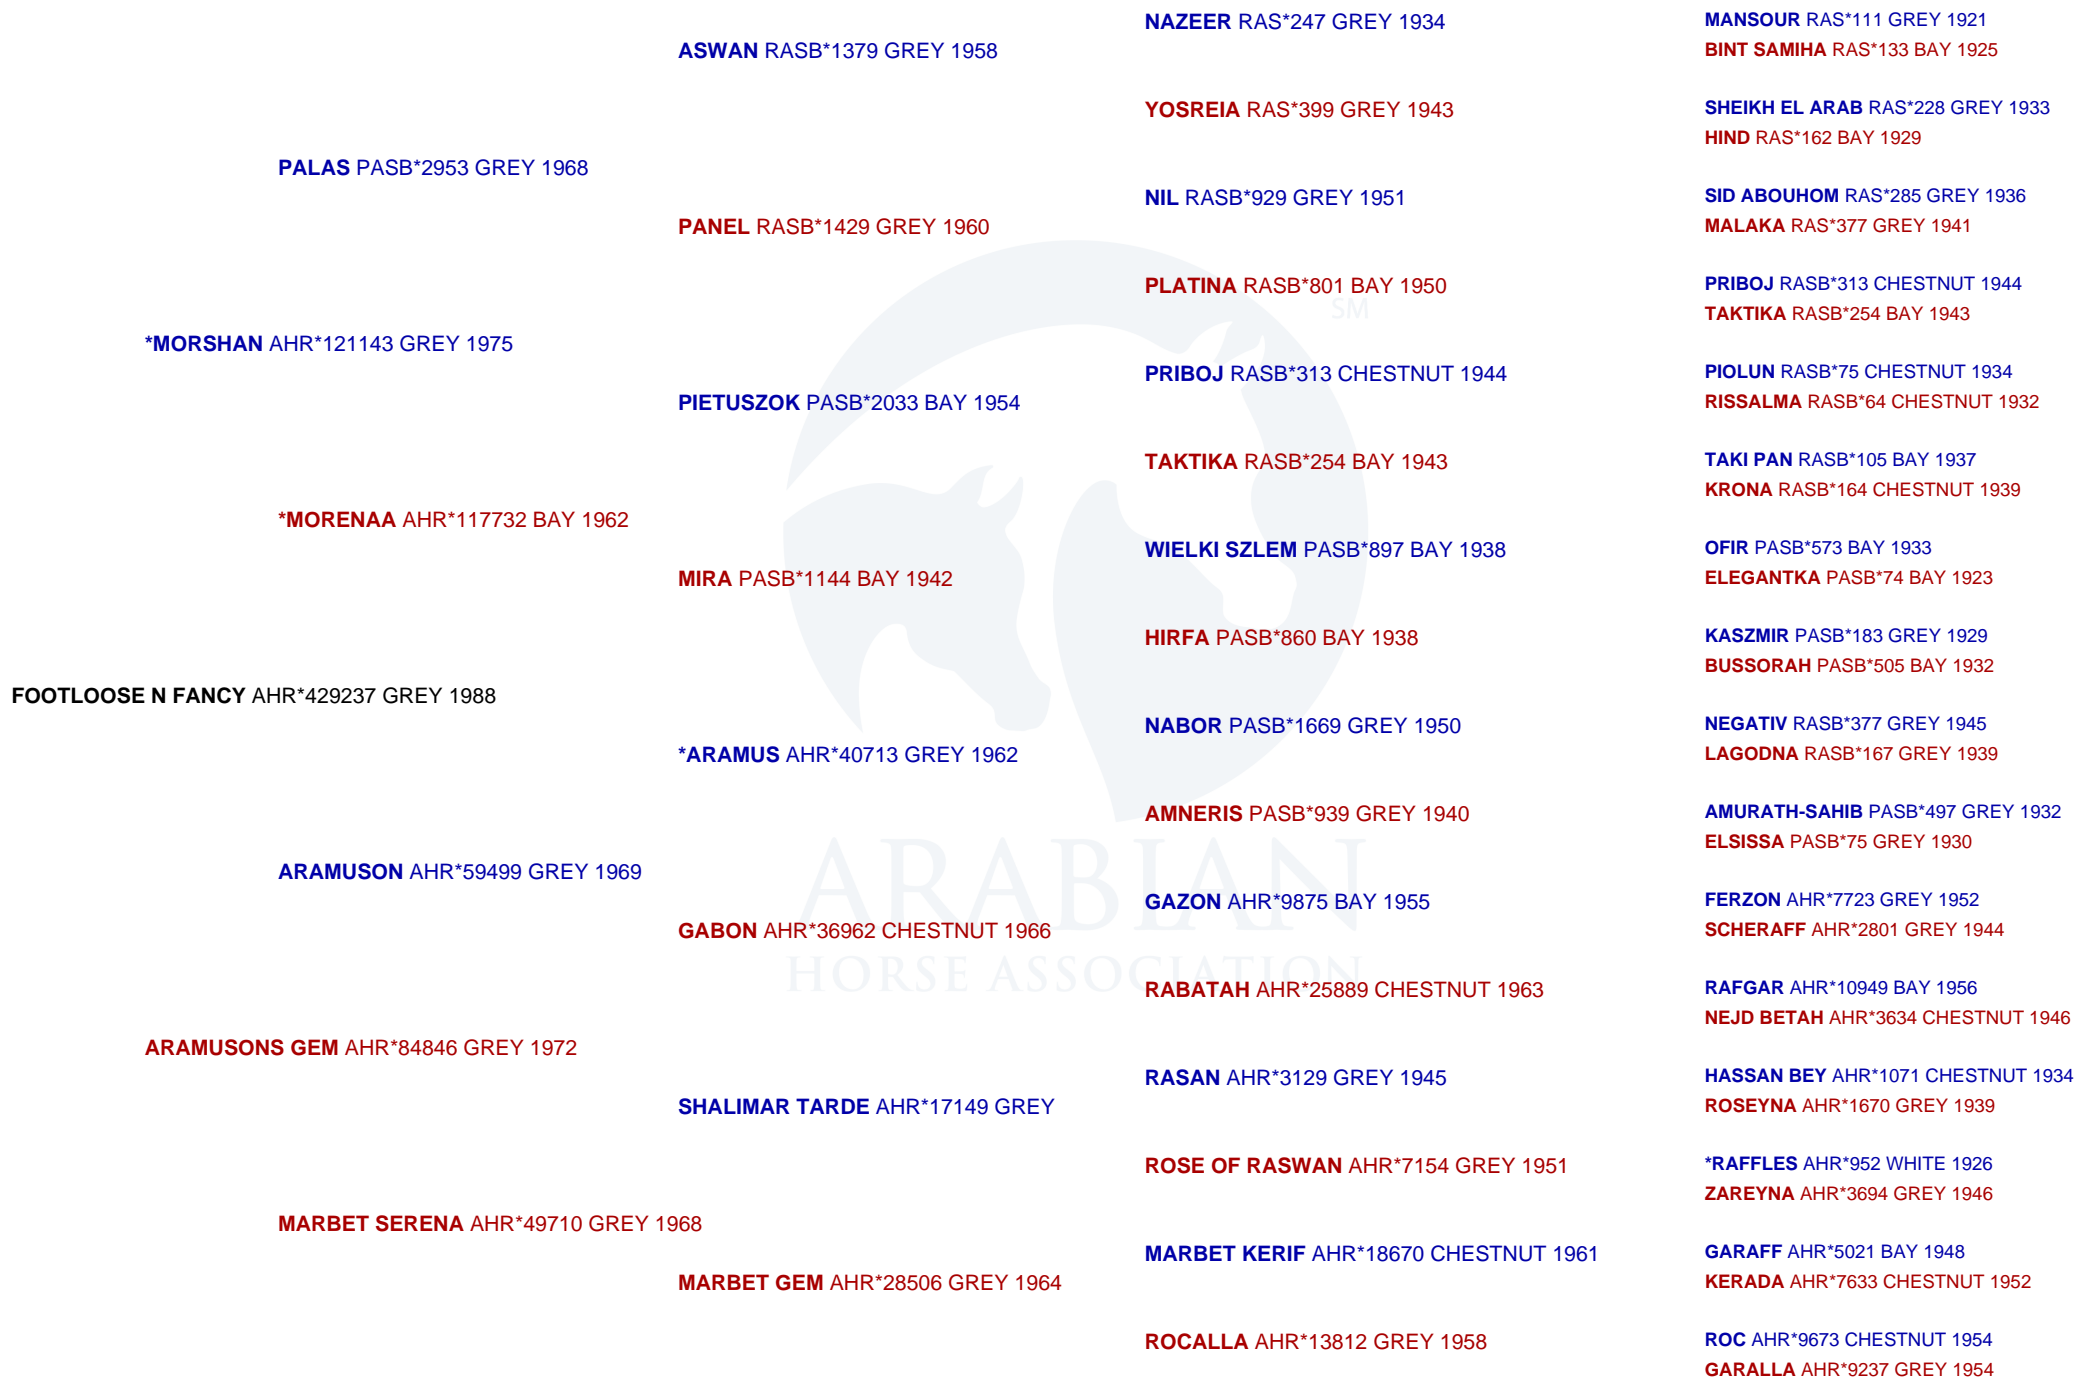 NAZEER RAS*247 GREY 1934
MANSOUR RAS*111 GREY 1921
ASWAN RASB*1379 GREY 1958
BINT SAMIHA RAS*133 BAY 1925
YOSREIA RAS*399 GREY 1943
SHEIKH EL ARAB RAS*228 GREY 1933
HIND RAS*162 BAY 1929
PALAS PASB*2953 GREY 1968
NIL RASB*929 GREY 1951
SID ABOUHOM RAS*285 GREY 1936
PANEL RASB*1429 GREY 1960
MALAKA RAS*377 GREY 1941
PLATINA RASB*801 BAY 1950
PRIBOJ RASB*313 CHESTNUT 1944
SM
TAKTIKA RASB*254 BAY 1943
*MORSHAN AHR*121143 GREY 1975
PRIBOJ RASB*313 CHESTNUT 1944
PIOLUN RASB*75 CHESTNUT 1934
PIETUSZOK PASB*2033 BAY 1954
RISSALMA RASB*64 CHESTNUT 1932
TAKTIKA RASB*254 BAY 1943
TAKI PAN RASB*105 BAY 1937
KRONA RASB*164 CHESTNUT 1939
*MORENAA AHR*117732 BAY 1962
WIELKI SZLEM PASB*897 BAY 1938
OFIR PASB*573 BAY 1933
MIRA PASB*1144 BAY 1942
ELEGANTKA PASB*74 BAY 1923
HIRFA PASB*860 BAY 1938
KASZMIR PASB*183 GREY 1929
BUSSORAH PASB*505 BAY 1932
FOOTLOOSE N FANCY AHR*429237 GREY 1988
NABOR PASB*1669 GREY 1950
NEGATIV RASB*377 GREY 1945
*ARAMUS AHR*40713 GREY 1962
LAGODNA RASB*167 GREY 1939
AMNERIS PASB*939 GREY 1940
AMURATH-SAHIB PASB*497 GREY 1932
ELSISSA PASB*75 GREY 1930
ARAMUSON AHR*59499 GREY 1969
ARABIAN
GAZON AHR*9875 BAY 1955
FERZON AHR*7723 GREY 1952
GABON AHR*36962 CHESTNUT 1966
SCHERAFF AHR*2801 GREY 1944
HORSE ASSOCIATION
RABATAH AHR*25889 CHESTNUT 1963
RAFGAR AHR*10949 BAY 1956
NEJD BETAH AHR*3634 CHESTNUT 1946
ARAMUSONS GEM AHR*84846 GREY 1972
RASAN AHR*3129 GREY 1945
HASSAN BEY AHR*1071 CHESTNUT 1934
SHALIMAR TARDE AHR*17149 GREY
ROSEYNA AHR*1670 GREY 1939
ROSE OF RASWAN AHR*7154 GREY 1951
*RAFFLES AHR*952 WHITE 1926
ZAREYNA AHR*3694 GREY 1946
MARBET SERENA AHR*49710 GREY 1968
MARBET KERIF AHR*18670 CHESTNUT 1961
GARAFF AHR*5021 BAY 1948
MARBET GEM AHR*28506 GREY 1964
KERADA AHR*7633 CHESTNUT 1952
ROCALLA AHR*13812 GREY 1958
ROC AHR*9673 CHESTNUT 1954
GARALLA AHR*9237 GREY 1954